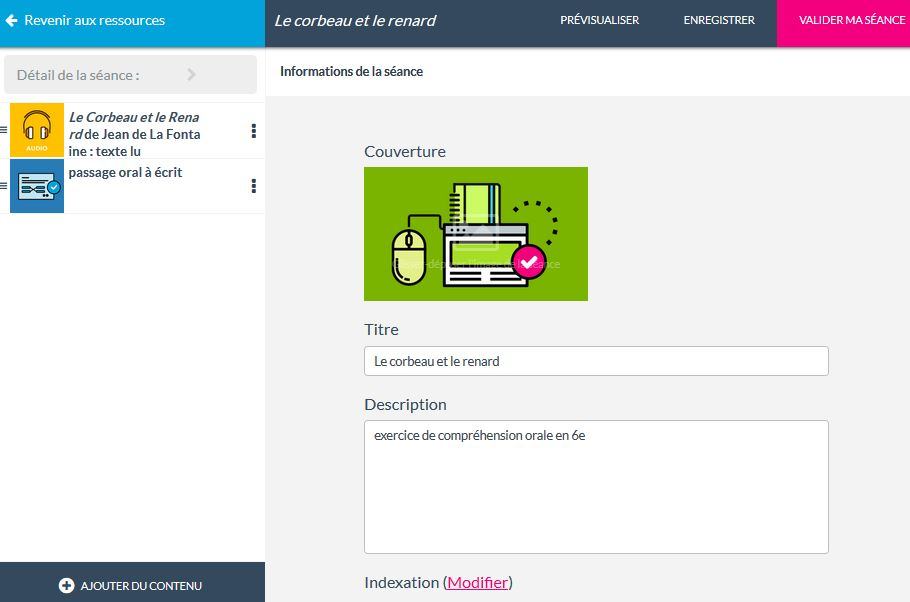 Revenir aux ressources
Le corbeau et le renard
PRÉVISUALISER
ENREGISTRER
VALIDER MA SÉANCE
Détail de la séance :
Informations de la séance
AUDIO
Le Corbeau et le Rena
rd de Jean de La Fonta
ine : texte lu
passage oral à écrit
Couverture
Titre
Le corbeau et le renard
Description
exercice de compréhension orale en 6e
Indexation (Modifier)
AJOUTER DU CONTENU